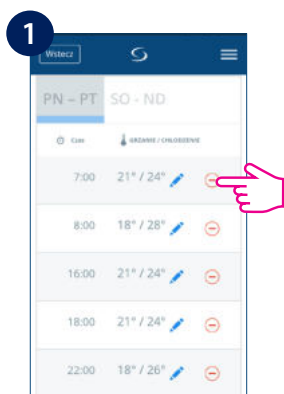 1
Wstecz
PN – PT SO - ND
Czas GRZANIE / CHŁODZENIE
7:00 21° / 24°
8:00 18° / 28°
16:00 21° / 24°
18:00 21° / 24°
22:00 18° / 26°